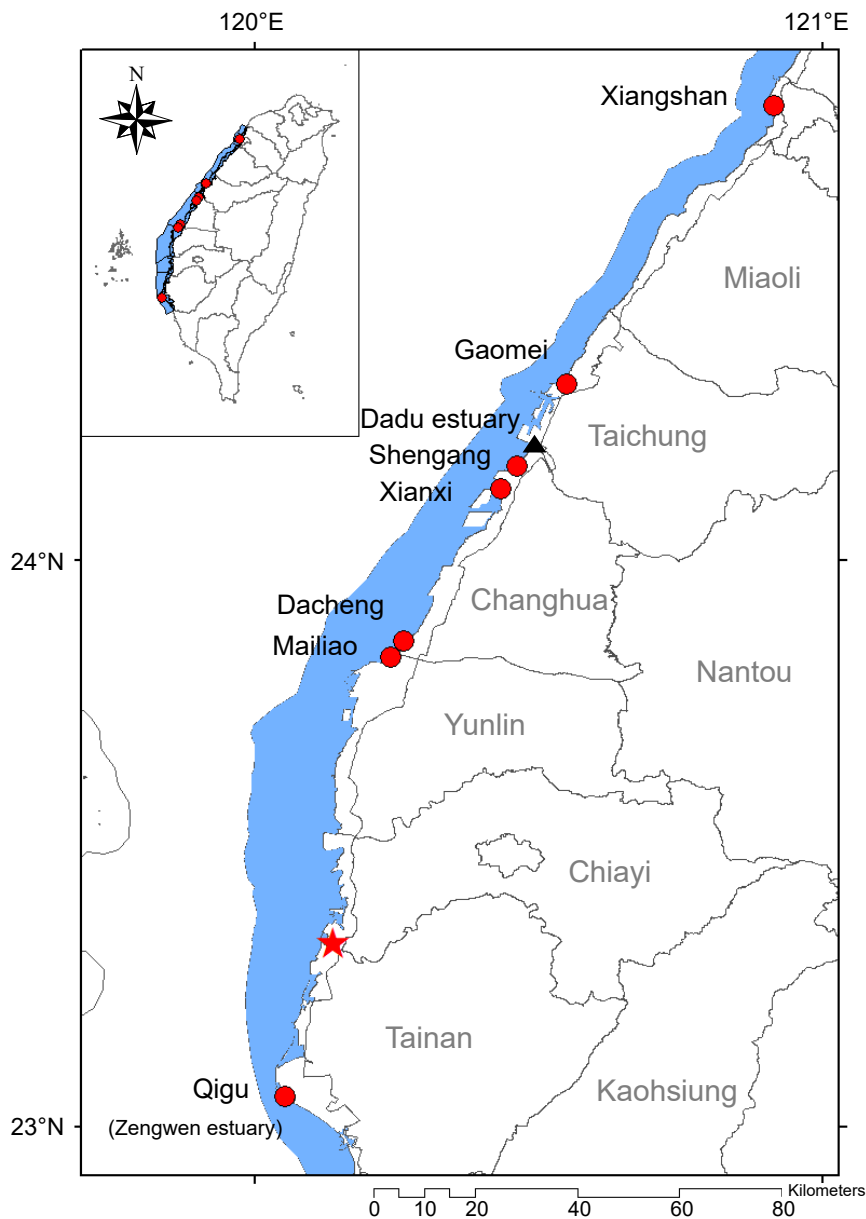 120°E
121°E
N
Xiangshan
Miaoli
Gaomei
Dadu estuary
Taichung
Shengang
Xianxi
24°N
Dacheng
Changhua
Mailiao
Nantou
Yunlin
Chiayi
Tainan
Qigu
Kaohsiung
23°N
(Zengwen estuary)
Kilometers
0 10 20 40 60 80